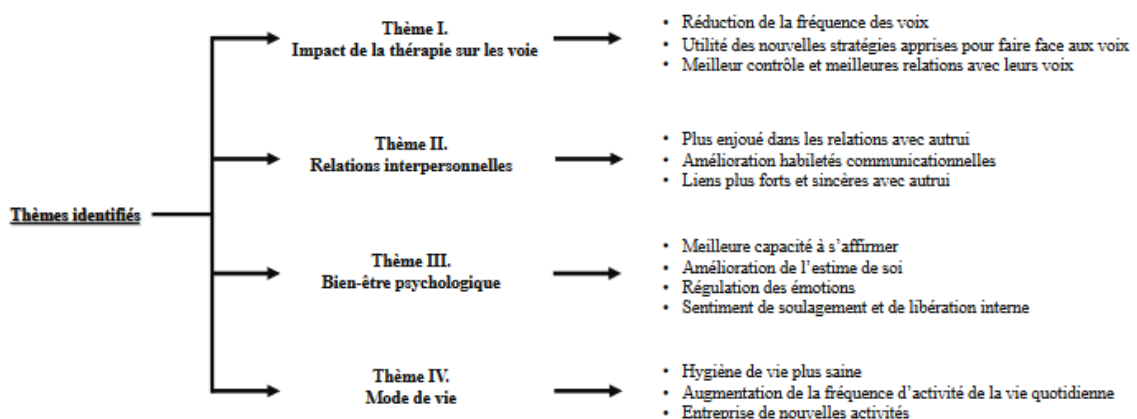 Thème I.
Impact de la thérapie sur les voie
• Réduction de la fréquence des voix
• Utilité des nouvelles stratégies apprises pour faire face aux voix
• Meilleur contrôle et meilleures relations avec leurs voix
Thème II.
Relations interpersonnelles
• Plus enjoué dans les relations avec autrui
• Amélioration habiletés communicationnelles
• Liens plus forts et sincères avec autrui
Thèmes identifiés
Thème III.
Bien-être psychologique
• Meilleure capacité à s’affirmer
• Amélioration de l’estime de soi
• Régulation des émotions
• Sentiment de soulagement et de libération interne
Thème IV.
Mode de vie
• Hygiène de vie plus saine
• Augmentation de la fréquence d’activité de la vie quotidienne
• Entreprise de nouvelles activités